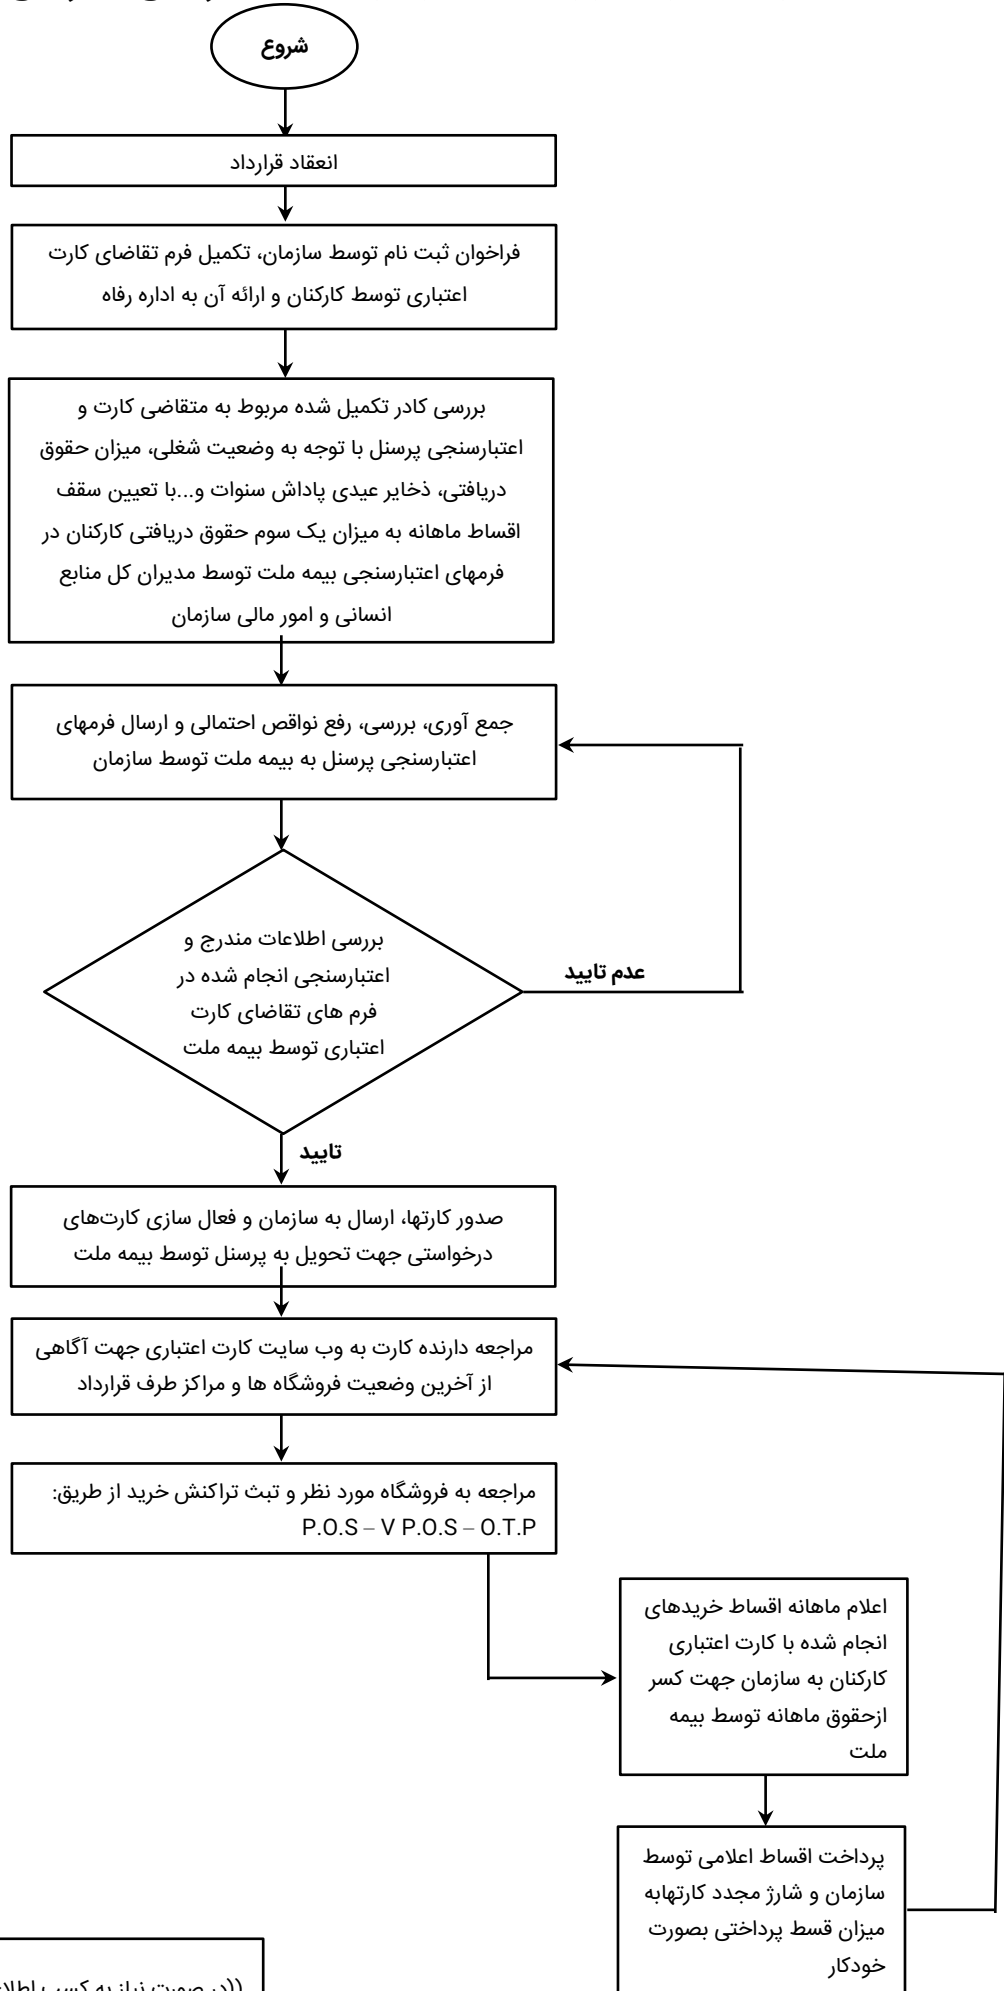 شروع
انعقاد قرارداد
فراخوان ثبت نام توسط سازمان، تکمیل فرم تقاضای کارت
اعتباری توسط کارکنان و ارائه آن به اداره رفاه
بررسی کادر تکمیل شده مربوط به متقاضی کارت و
اعتبارسنجی پرسنل با توجه به وضعیت شغلی، میزان حقوق
دریافتی، ذخایر عیدی پاداش سنوات و...با تعیین سقف
اقساط ماهانه به میزان یک سوم حقوق دریافتی کارکنان در
فرمهای اعتبارسنجی بیمه ملت توسط مدیران کل منابع
انسانی و امور مالی سازمان
جمع آوری، بررسی، رفع نواقص احتمالی و ارسال فرمهای
اعتبارسنجی پرسنل به بیمه ملت توسط سازمان
بررسی اطلاعات مندرج و
اعتبارسنجی انجام شده در
فرم های تقاضای کارت
اعتباری توسط بیمه ملت
عدم تایید
تایید
صدور کارتها، ارسال به سازمان و فعال سازی کارت‌های
درخواستی جهت تحویل به پرسنل توسط بیمه ملت
مراجعه دارنده کارت به وب سایت کارت اعتباری جهت آگاهی
از آخرین وضعیت فروشگاه ها و مراکز طرف قرارداد
مراجعه به فروشگاه مورد نظر و تبث تراکنش خرید از طریق:
P.O.S – V P.O.S – O.T.P
اعلام ماهانه اقساط خریدهای
انجام شده با کارت اعتباری
کارکنان به سازمان جهت کسر
ازحقوق ماهانه توسط بیمه
ملت
پرداخت اقساط اعلامی توسط
سازمان و شارژ مجدد کارتهابه
میزان قسط پرداختی بصورت
خودکار
((در صورت نیاز به کسب